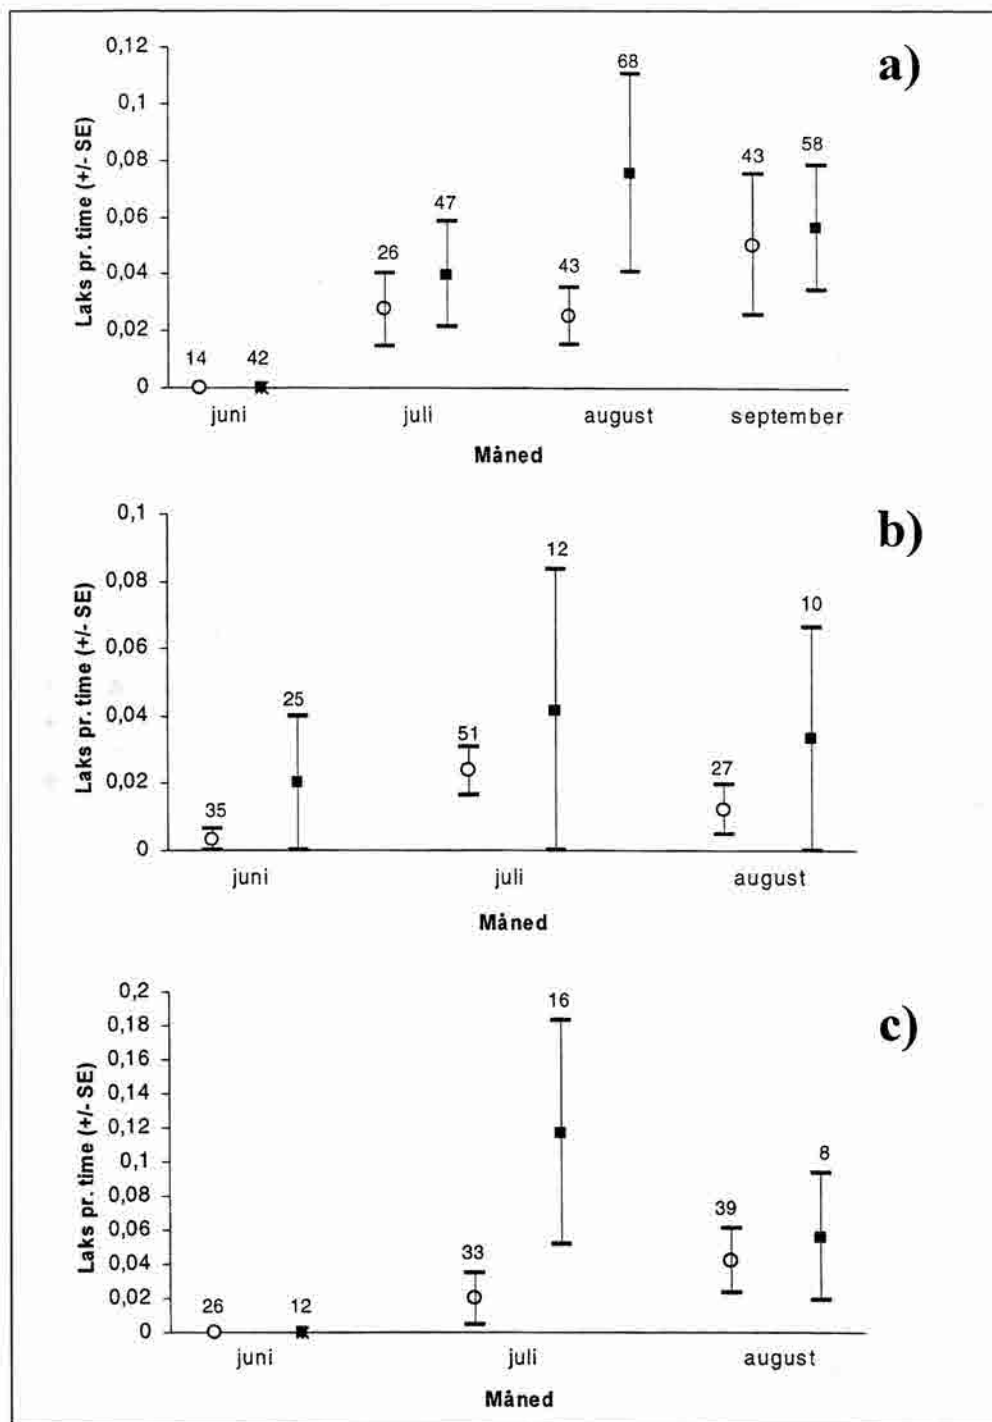 a)
0,12
0,1
0,08
0,06
0,04
0,02
0
Laks pr. time (+/- SE)
14 42 26 47 43 68 43 58
juni juli august september
Måned
b)
0,1
0,08
0,06
0,04
0,02
0
Laks pr. time (+/- SE)
35 25 51 12 27 10
juni juli august
Måned
c)
0,2
0,18
0,16
0,14
0,12
0,1
0,08
0,06
0,04
0,02
0
Laks pr. time (+/- SE)
26 12 33 16 39 8
juni juli august
Måned